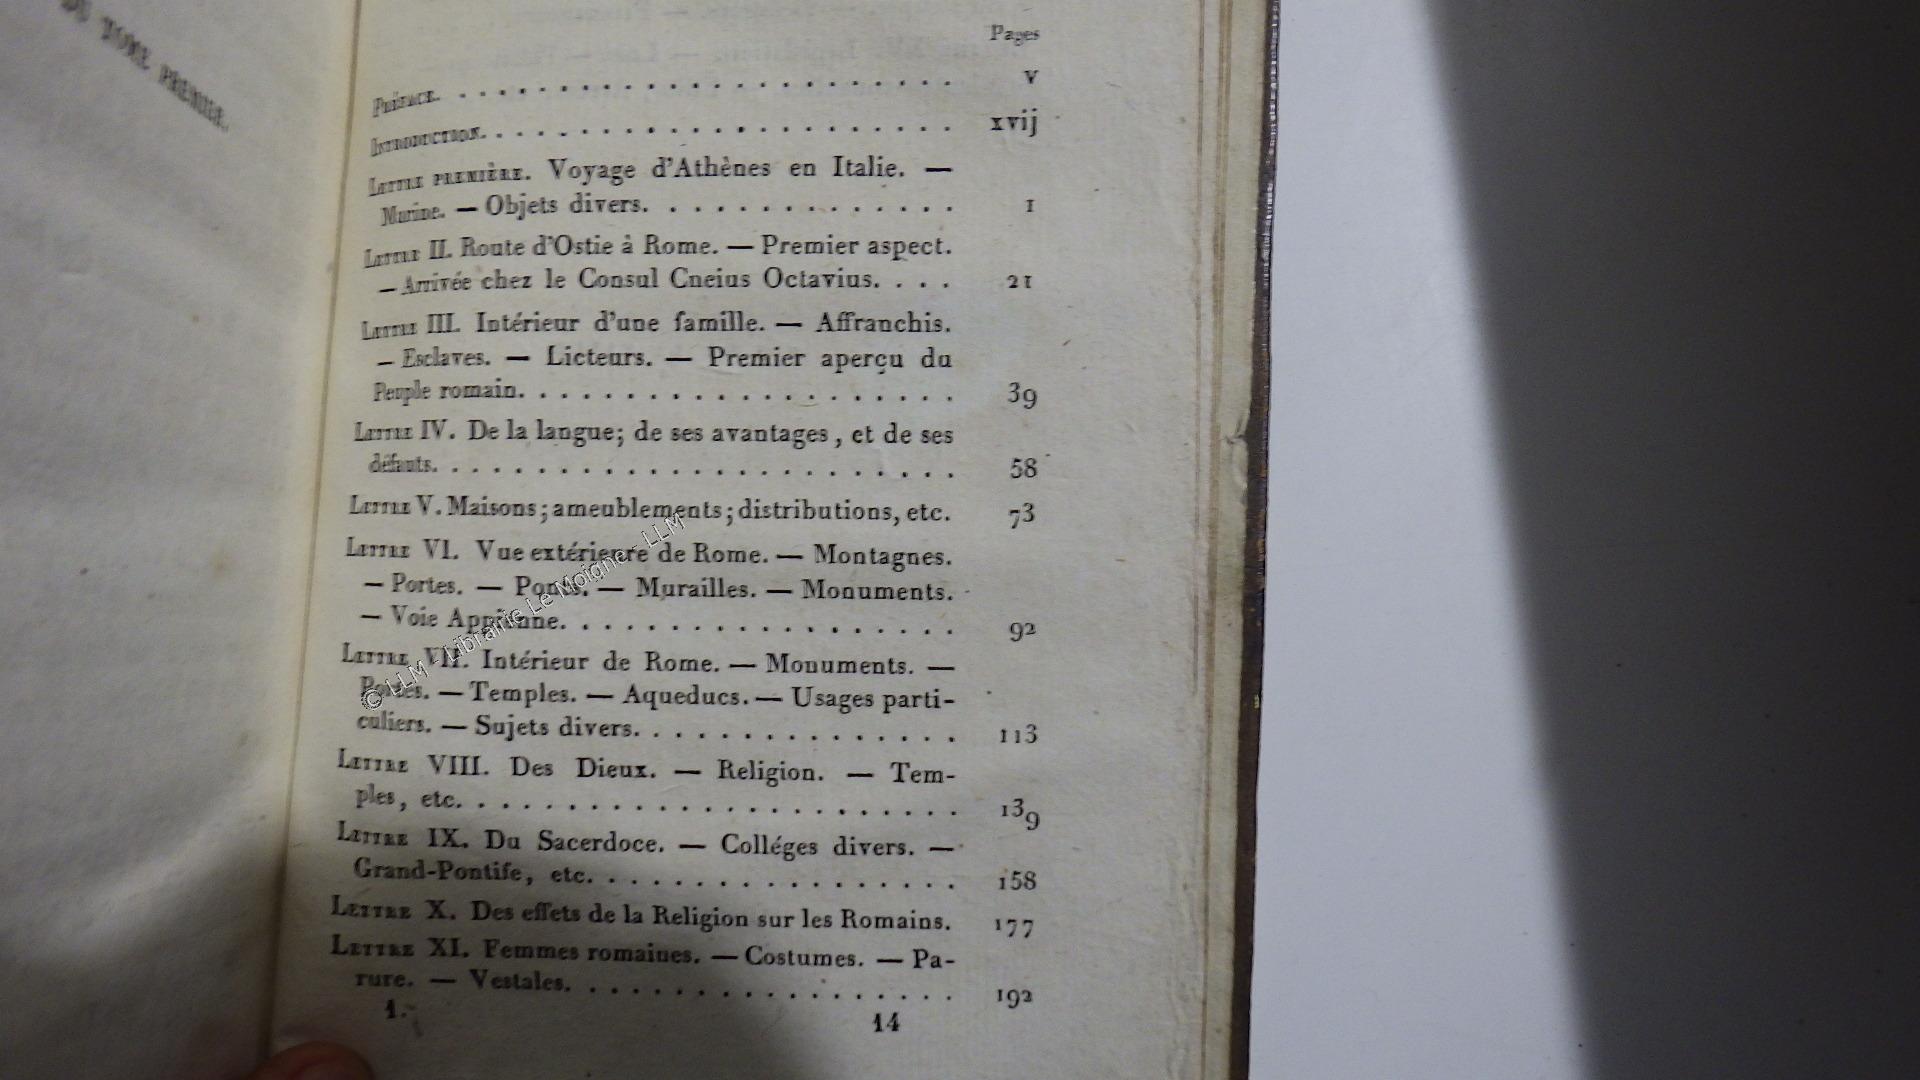 DU TOME PREMIER.
Pages
Préface. . . . . . . . . . . . . . . . . . . . . . v
Introduction. . . . . . . . . . . . . . . . . . . . xvij
Lettre première. Voyage d'Athènes en Italie. —
Marine. — Objets divers. . . . . . . . . . . . . . 1
Lettre II. Route d'Ostie à Rome. — Premier aspect.
— Arrivée chez le Consul Cneius Octavius. . . . 21
Lettre III. Intérieur d'une famille. — Affranchis.
— Esclaves. — Licteurs. — Premier aperçu du
Peuple romain. . . . . . . . . . . . . . . . . . . 39
Lettre IV. De la langue; de ses avantages, et de ses
défauts. . . . . . . . . . . . . . . . . . . . . . 58
Lettre V. Maisons; ameublements; distributions, etc. 73
Lettre VI. Vue extérieure de Rome. — Montagnes.
— Portes. — Ponts. — Murailles. — Monuments.
— Voie Appienne. . . . . . . . . . . . . . . . . . 92
Lettre VII. Intérieur de Rome. — Monuments. —
Portes. — Temples. — Aqueducs. — Usages parti-
culiers. — Sujets divers. . . . . . . . . . . . . . 113
Lettre VIII. Des Dieux. — Religion. — Tem-
ples, etc. . . . . . . . . . . . . . . . . . . . . 139
Lettre IX. Du Sacerdoce. — Colléges divers. —
Grand-Pontife, etc. . . . . . . . . . . . . . . . . 158
Lettre X. Des effets de la Religion sur les Romains. 177
Lettre XI. Femmes romaines. — Costumes. — Pa-
rure. — Vestales. . . . . . . . . . . . . . . . . . 192
1. 14
© LLM - Librairie Le Moigne - LLM